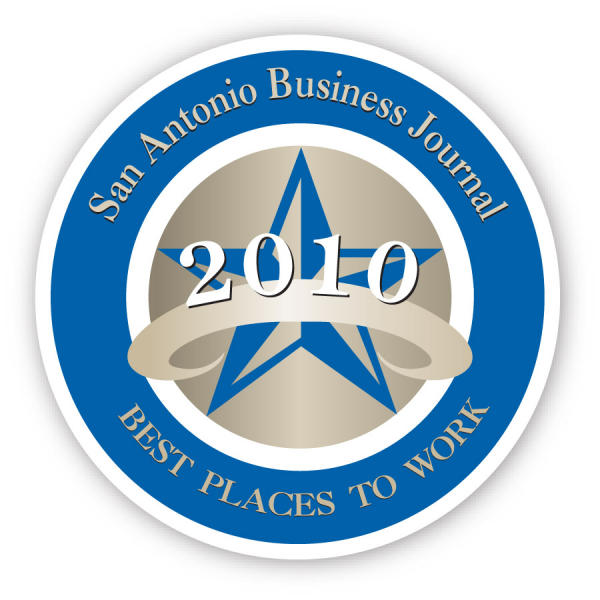 San Antonio Business Journal
2010
BEST PLACES TO WORK